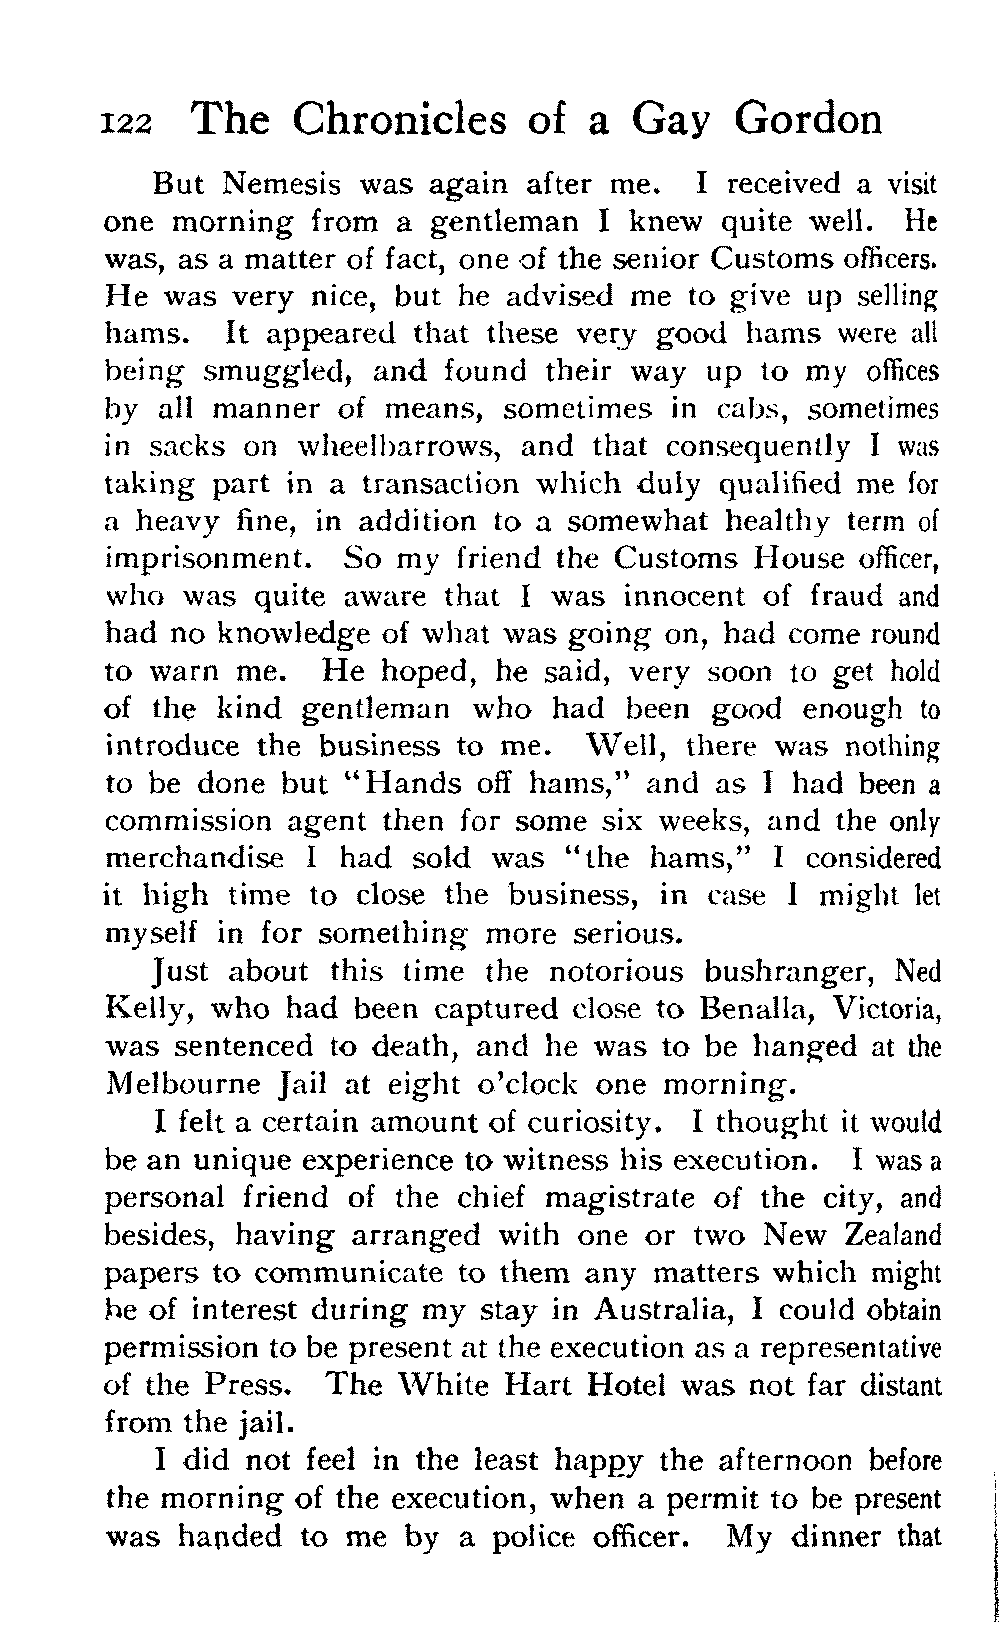 122 The Chronicles of a Gay Gordon
But Nemesis was again after me. I received a visit
one morning from a gentleman I knew quite well. He
was, as a matter of fact, one of the senior Customs officers.
He was very nice, but he advised me to give up selling
hams. It appeared that these very good hams were all
being smuggled, and found their way up to my offices
by all manner of means, sometimes in cabs, sometimes
in sacks on wheelbarrows, and that consequently I was
taking part in a transaction which duly qualified me for
a heavy fine, in addition to a somewhat healthy term of
imprisonment. So my friend the Customs House officer,
who was quite aware that I was innocent of fraud and
had no knowledge of what was going on, had come round
to warn me. He hoped, he said, very soon to get hold
of the kind gentleman who had been good enough to
introduce the business to me. Well, there was nothing
to be done but "Hands off hams," and as I had been a
commission agent then for some six weeks, and the only
merchandise I had sold was "the hams," I considered
it high time to close the business, in case I might let
myself in for something more serious.
Just about this time the notorious bushranger, Ned
Kelly, who had been captured close to Benalla, Victoria,
was sentenced to death, and he was to be hanged at the
Melbourne Jail at eight o'clock one morning.
I felt a certain amount of curiosity. I thought it would
be an unique experience to witness his execution. I was a
personal friend of the chief magistrate of the city, and
besides, having arranged with one or two New Zealand
papers to communicate to them any matters which might
be of interest during my stay in Australia, I could obtain
permission to be present at the execution as a representative
of the Press. The White Hart Hotel was not far distant
from the jail.
I did not feel in the least happy the afternoon before
the morning of the execution, when a permit to be present
was handed to me by a police officer. My dinner that